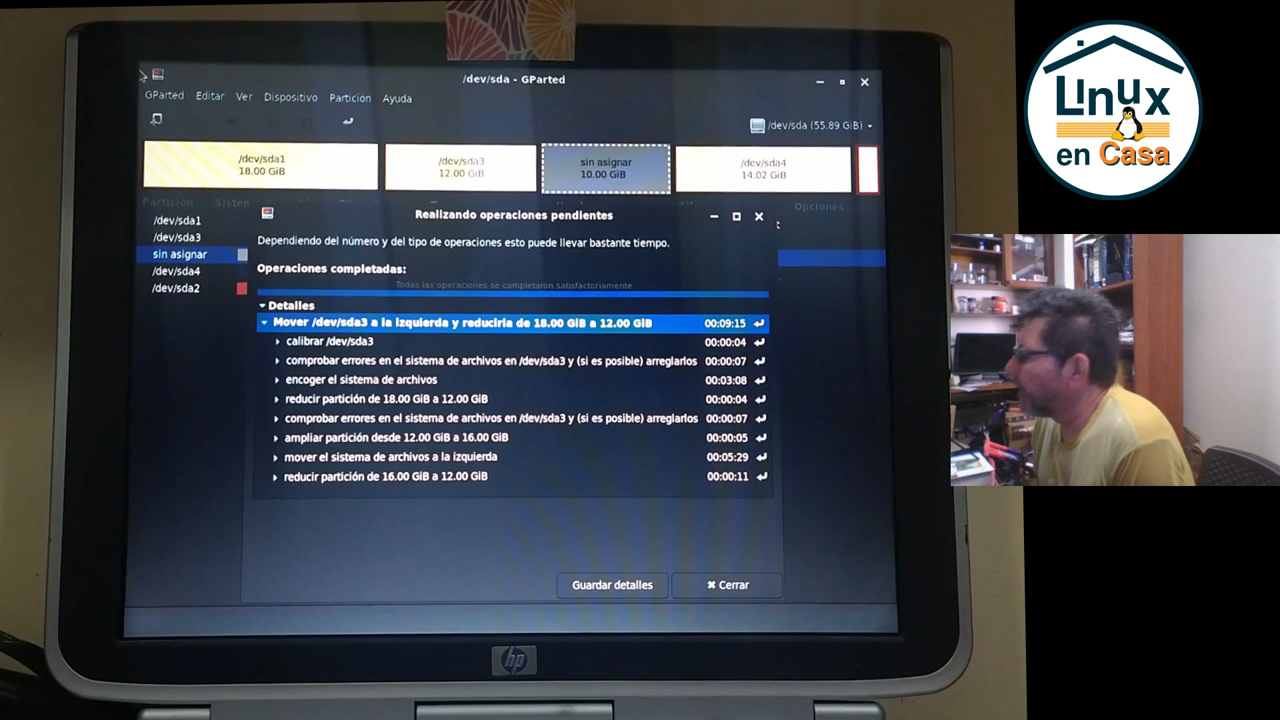 /dev/sda - GParted
GParted Editar Ver Dispositivo Partición Ayuda
/dev/sda (55.89 GiB)
/dev/sda1
18.00 GiB
/dev/sda3
12.00 GiB
sin asignar
10.00 GiB
/dev/sda4
14.02 GiB
Partición Sistem
Opciones
/dev/sda1
/dev/sda3
sin asignar
/dev/sda4
/dev/sda2
Realizando operaciones pendientes
Dependiendo del número y del tipo de operaciones esto puede llevar bastante tiempo.
Operaciones completadas:
Todas las operaciones se completaron satisfactoriamente
Detalles
Mover /dev/sda3 a la izquierda y reducirla de 18.00 GiB a 12.00 GiB 00:09:15
calibrar /dev/sda3 00:00:04
comprobar errores en el sistema de archivos en /dev/sda3 y (si es posible) arreglarlos 00:00:07
encoger el sistema de archivos 00:03:08
reducir partición de 18.00 GiB a 12.00 GiB 00:00:04
comprobar errores en el sistema de archivos en /dev/sda3 y (si es posible) arreglarlos 00:00:07
ampliar partición desde 12.00 GiB a 16.00 GiB 00:00:05
mover el sistema de archivos a la izquierda 00:05:29
reducir partición de 16.00 GiB a 12.00 GiB 00:00:11
Guardar detalles
Cerrar
hp
Linux
en Casa